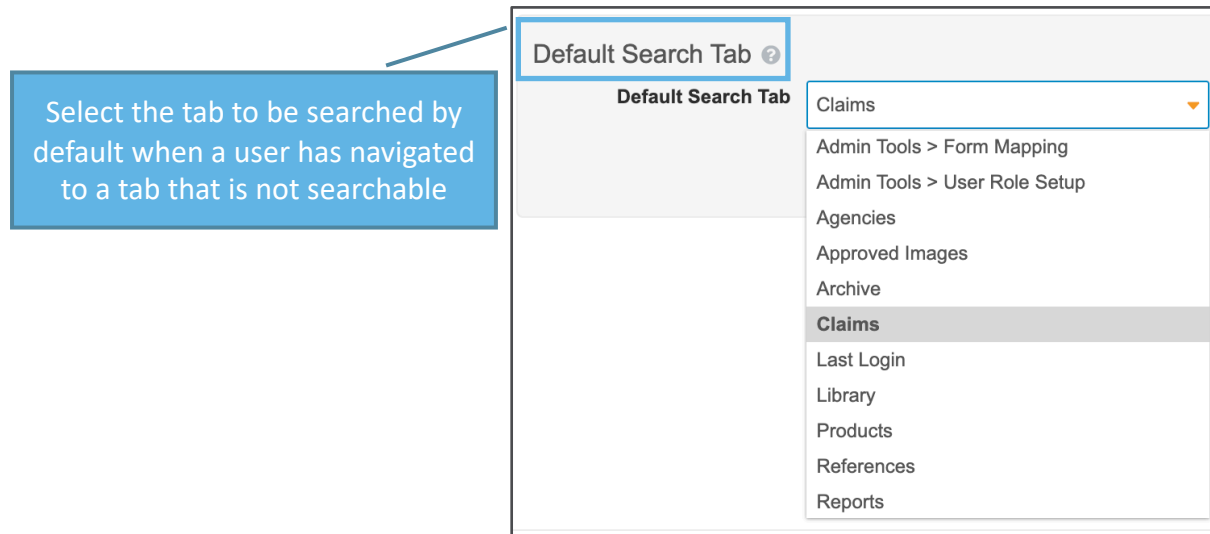 Select the tab to be searched by
default when a user has navigated
to a tab that is not searchable
Default Search Tab ?
Default Search Tab
Claims
Admin Tools > Form Mapping
Admin Tools > User Role Setup
Agencies
Approved Images
Archive
Claims
Last Login
Library
Products
References
Reports